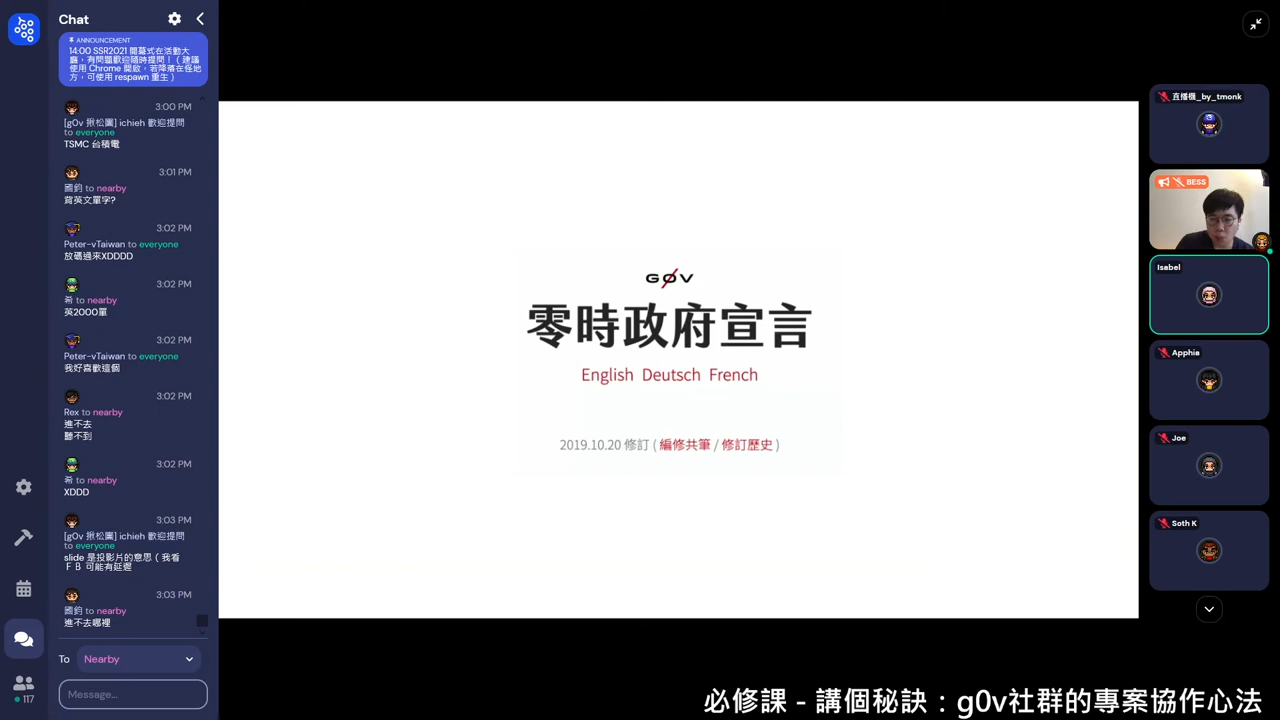 Chat
ANNOUNCEMENT
14:00 SSR2021 開幕式在活動大
廳，有問題歡迎隨時提問！（建議
使用 Chrome 開啟，若降落在怪地
方，可使用 respawn 重生）
3:00 PM
[g0v 揪松團] ichieh 歡迎提問
to everyone
TSMC 台積電
3:01 PM
國鈞 to nearby
背英文單字?
3:02 PM
Peter-vTaiwan to everyone
放碼過來XDDDD
3:02 PM
希 to nearby
英2000單
3:02 PM
Peter-vTaiwan to everyone
我好喜歡這個
3:02 PM
Rex to nearby
進不去
聽不到
3:02 PM
希 to nearby
XDDD
3:03 PM
[g0v 揪松團] ichieh 歡迎提問
to everyone
slide 是投影片的意思（我看
ＦＢ 可能有延遲
3:03 PM
國鈞 to nearby
進不去哪裡
To Nearby
Message...
117
G0V
零時政府宣言
English Deutsch French
2019.10.20 修訂 ( 編修共筆 / 修訂歷史 )
直播機_by_tmonk
BESS
Isabel
Apphia
Joe
Soth K
必修課 - 講個秘訣：g0v社群的專案協作心法